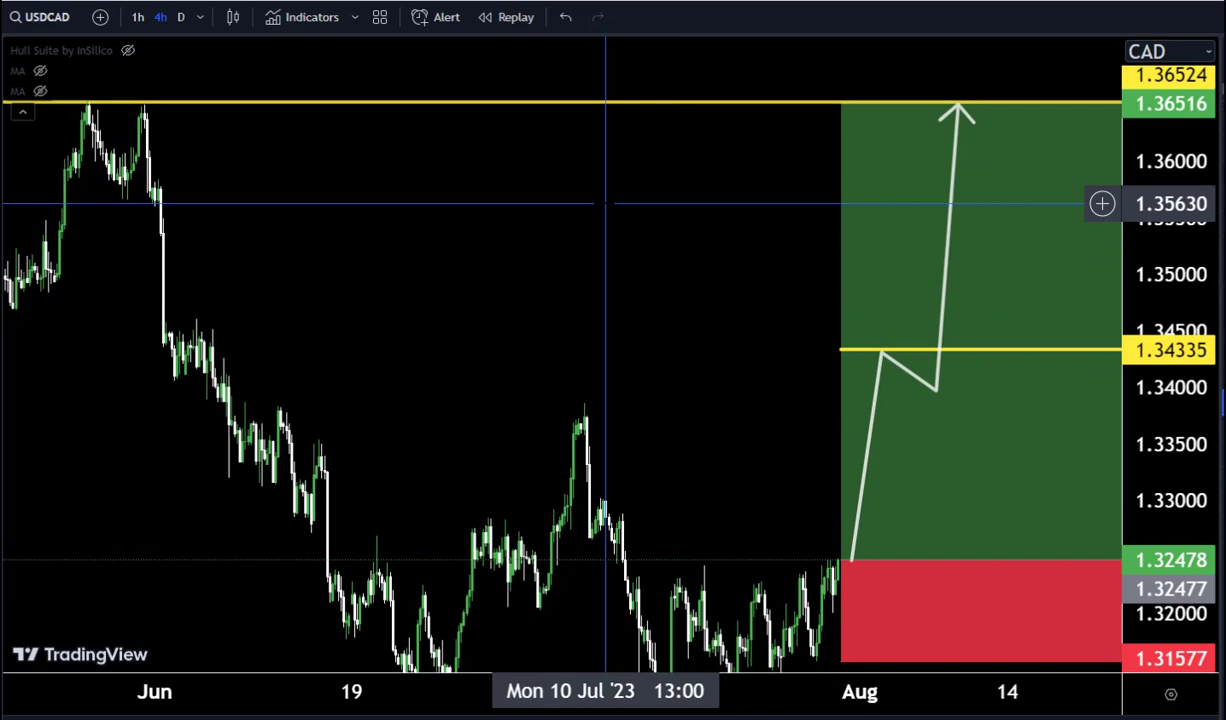 USDCAD 1h 4h D Indicators Alert Replay
Hull Suite by InSilico
MA
MA
CAD
1.36524
1.36516
1.36000
1.35630
1.35000
1.34500
1.34335
1.34000
1.33500
1.33000
1.32478
1.32477
1.32000
1.31577
TradingView
Jun 19 Mon 10 Jul '23 13:00 Aug 14